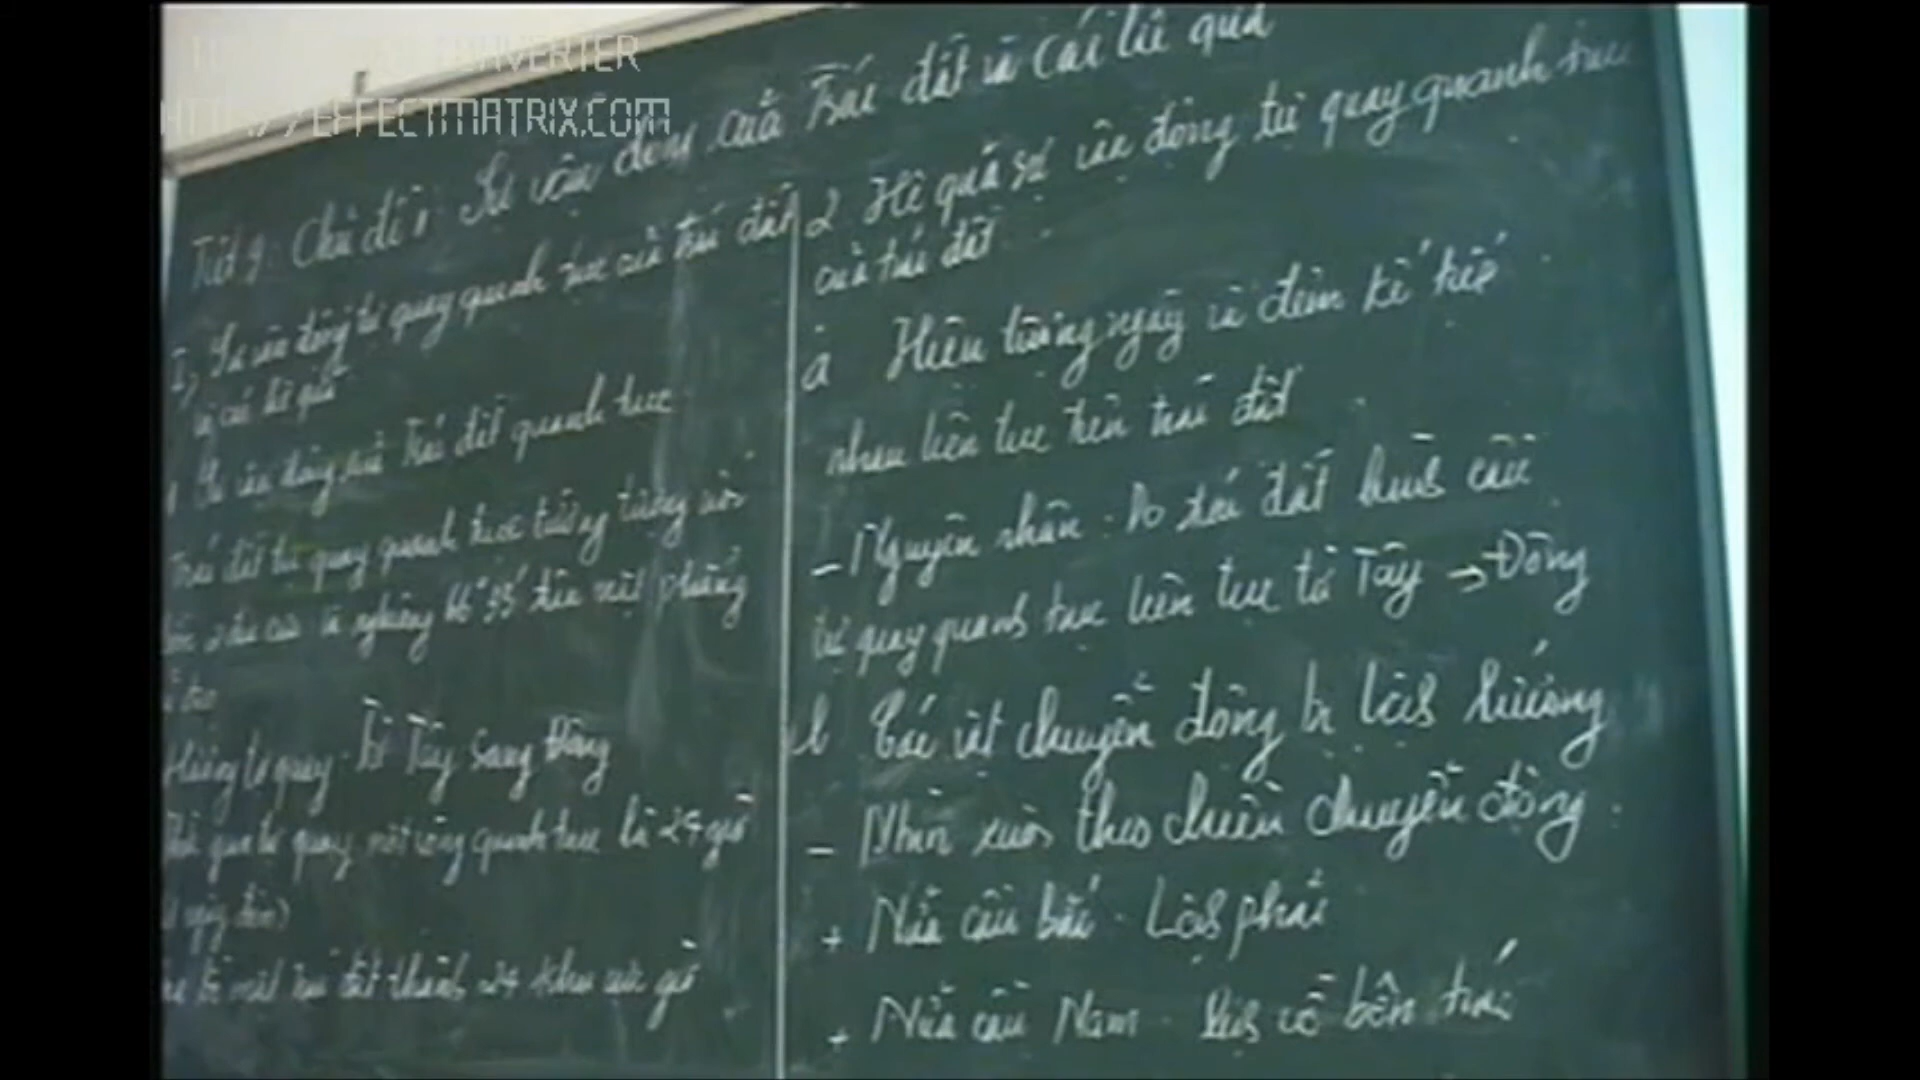 CONVERTER
HTTP://EFFECTMATRIX.COM
Tiết 9: Chủ đề: Sự vận động của Trái đất và các hệ quả
I, Sự vận động tự quay quanh trục của trái đất
và các hệ quả
1 Sự vận động của Trái đất quanh trục
Trái đất tự quay quanh trục tưởng tượng nối
và nghiêng 66°33' trên mặt phẳng
Hướng tự quay: Từ Tây sang Đông
gian tự quay một vòng quanh trục là 24 giờ
ngày đêm)
bề mặt trái đất thành 24 khu vực giờ
2 Hệ quả sự vận động tự quay quanh trục
của trái đất
a Hiện tượng ngày và đêm kế tiếp
nhau liên tục trên trái đất
- Nguyên nhân: Do trái đất hình cầu
tự quay quanh trục liên tục từ Tây → Đông
b Các vật chuyển động bị lệch hướng
- Nhìn xuôi theo chiều chuyển động
+ Nửa cầu bắc: Lệch phải
+ Nửa cầu Nam: lệch về bên trái